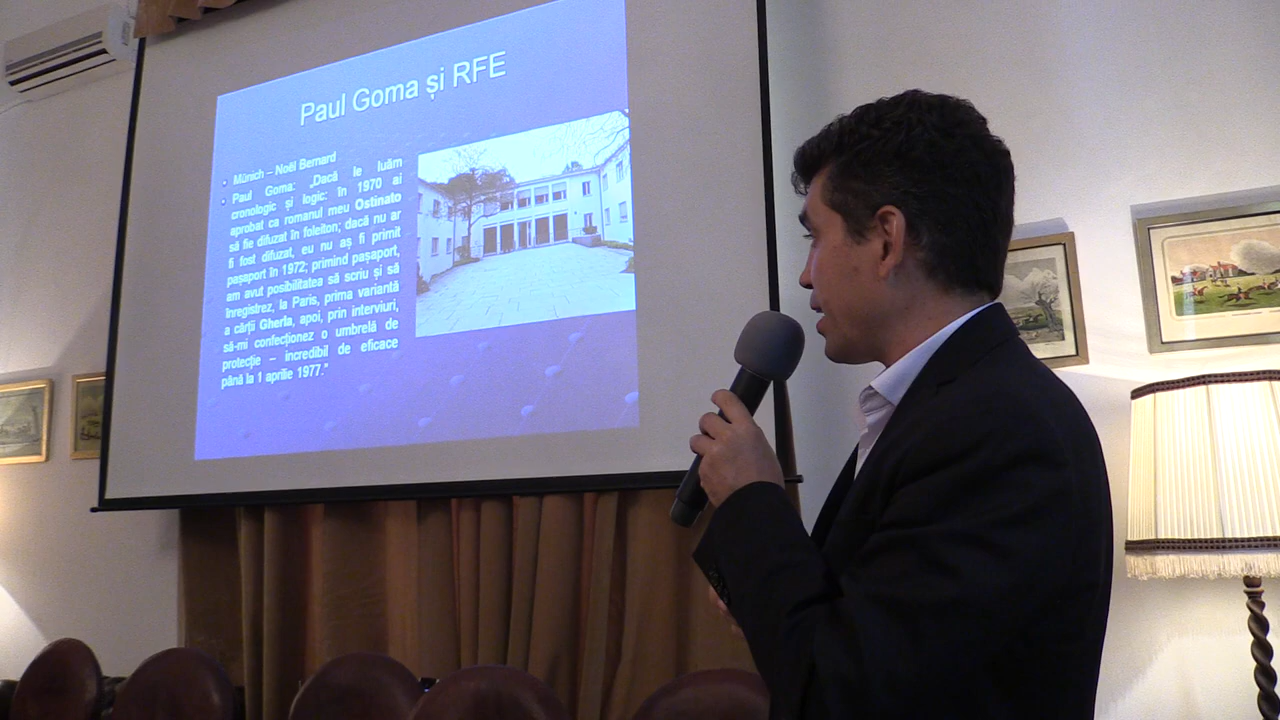 Paul Goma și RFE
Münich – Noël Bernard
Paul Goma: „Dacă le luăm
cronologic și logic: în 1970 ai
aprobat ca romanul meu Ostinato
să fie difuzat în foileton; dacă nu ar
fi fost difuzat, eu nu aș fi primit
pașaport în 1972; primind pașaport,
am avut posibilitatea să scriu și să
înregistrez, la Paris, prima variantă
a cărții Gherla, apoi, prin interviuri,
să-mi confecționez o umbrelă de
protecție – incredibil de eficace
până la 1 aprilie 1977."